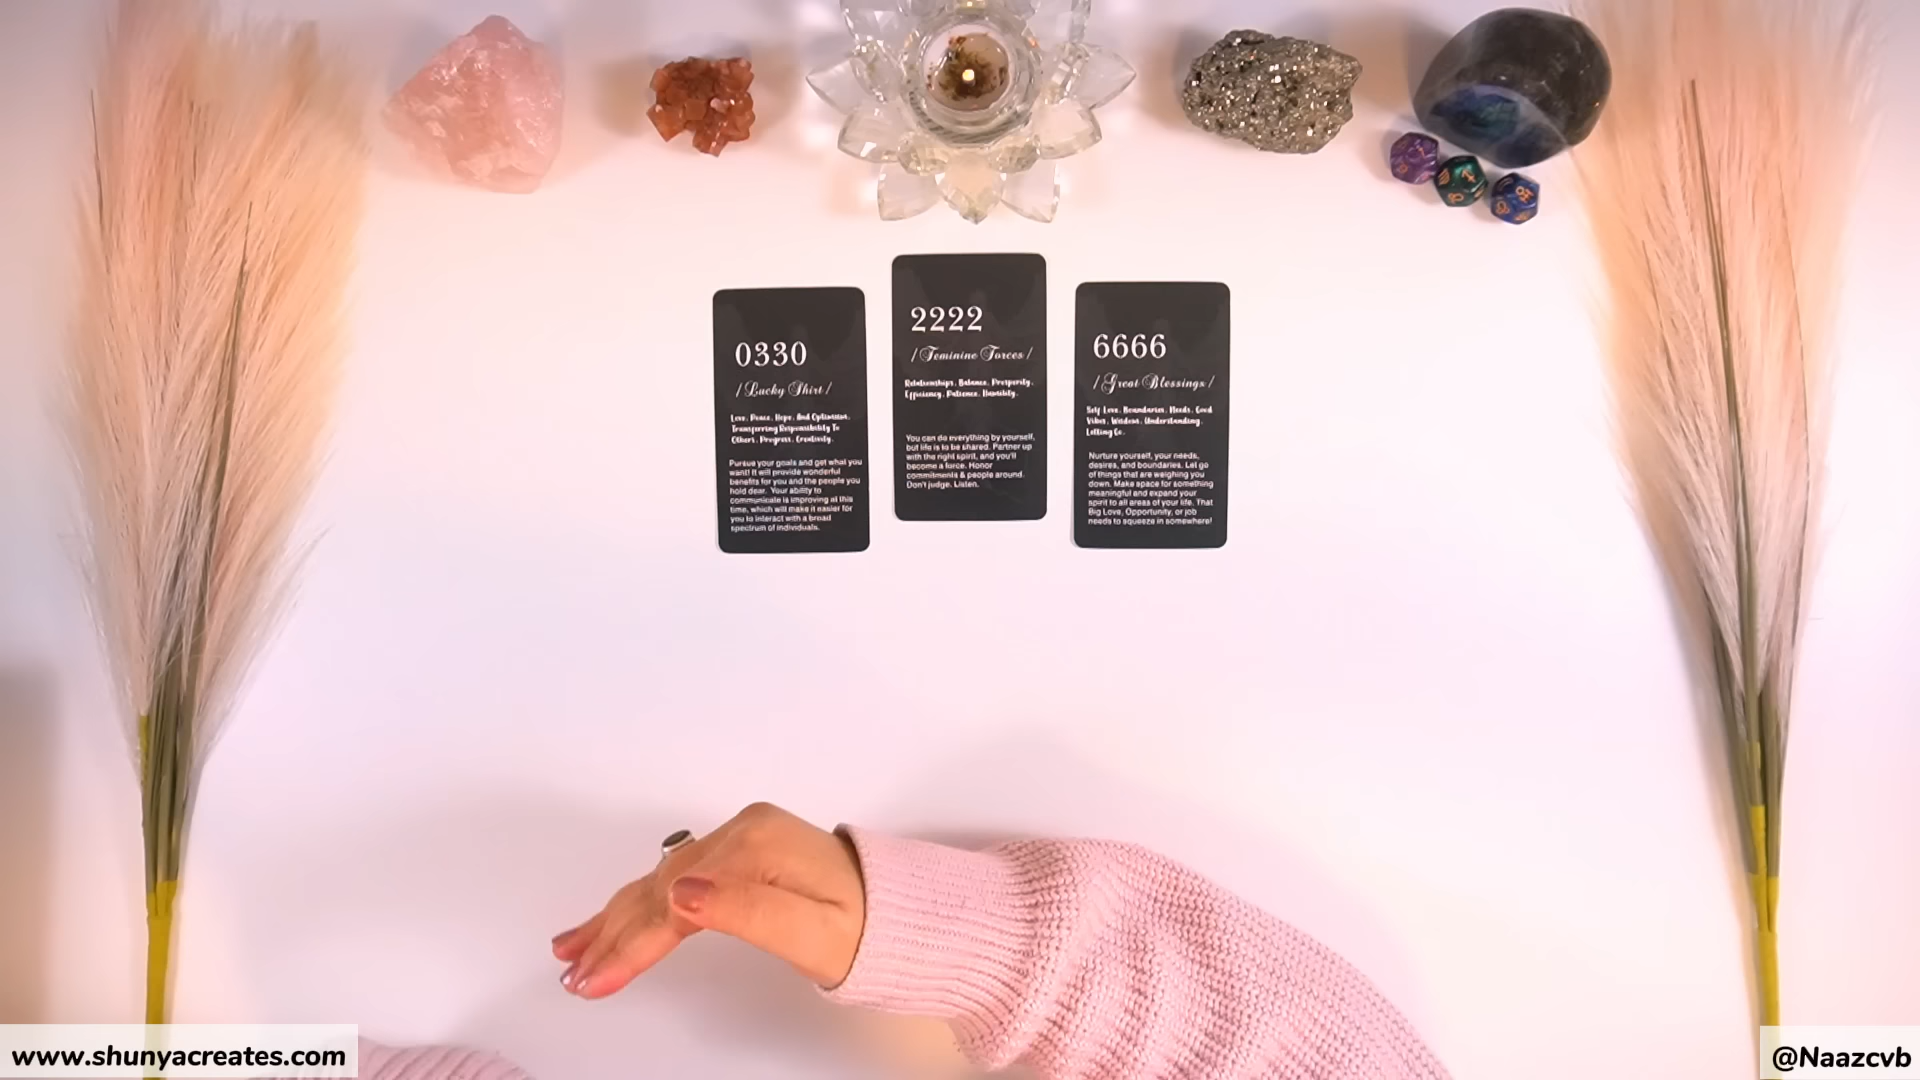 0330
/Lucky Shirt/
Love, Peace, Hope, And Optimism,
Transferring Responsibility To
Others, Progress, Creativity.
Pursue your goals and get what you
want! It will provide wonderful
benefits for you and the people you
hold dear. Your ability to
communicate is improving at this
time, which will make it easier for
you to interact with a broad
spectrum of individuals.
2222
/Feminine Forces/
Relationships, Balance, Prosperity,
Efficiency, Patience, Humility.
You can do everything by yourself,
but life is to be shared. Partner up
with the right spirit, and you'll
become a force. Honor
commitments & people around.
Don't judge. Listen.
6666
/Great Blessings/
Self Love, Boundaries, Needs, Good
Vibes, Wisdom, Understanding,
Letting Go.
Nurture yourself, your needs,
desires, and boundaries. Let go
of things that are weighing you
down. Make space for something
meaningful and expand your
spirit to all areas of your life. That
Big Love, Opportunity, or job
needs to squeeze in somewhere!
www.shunyacreates.com
@Naazcvb